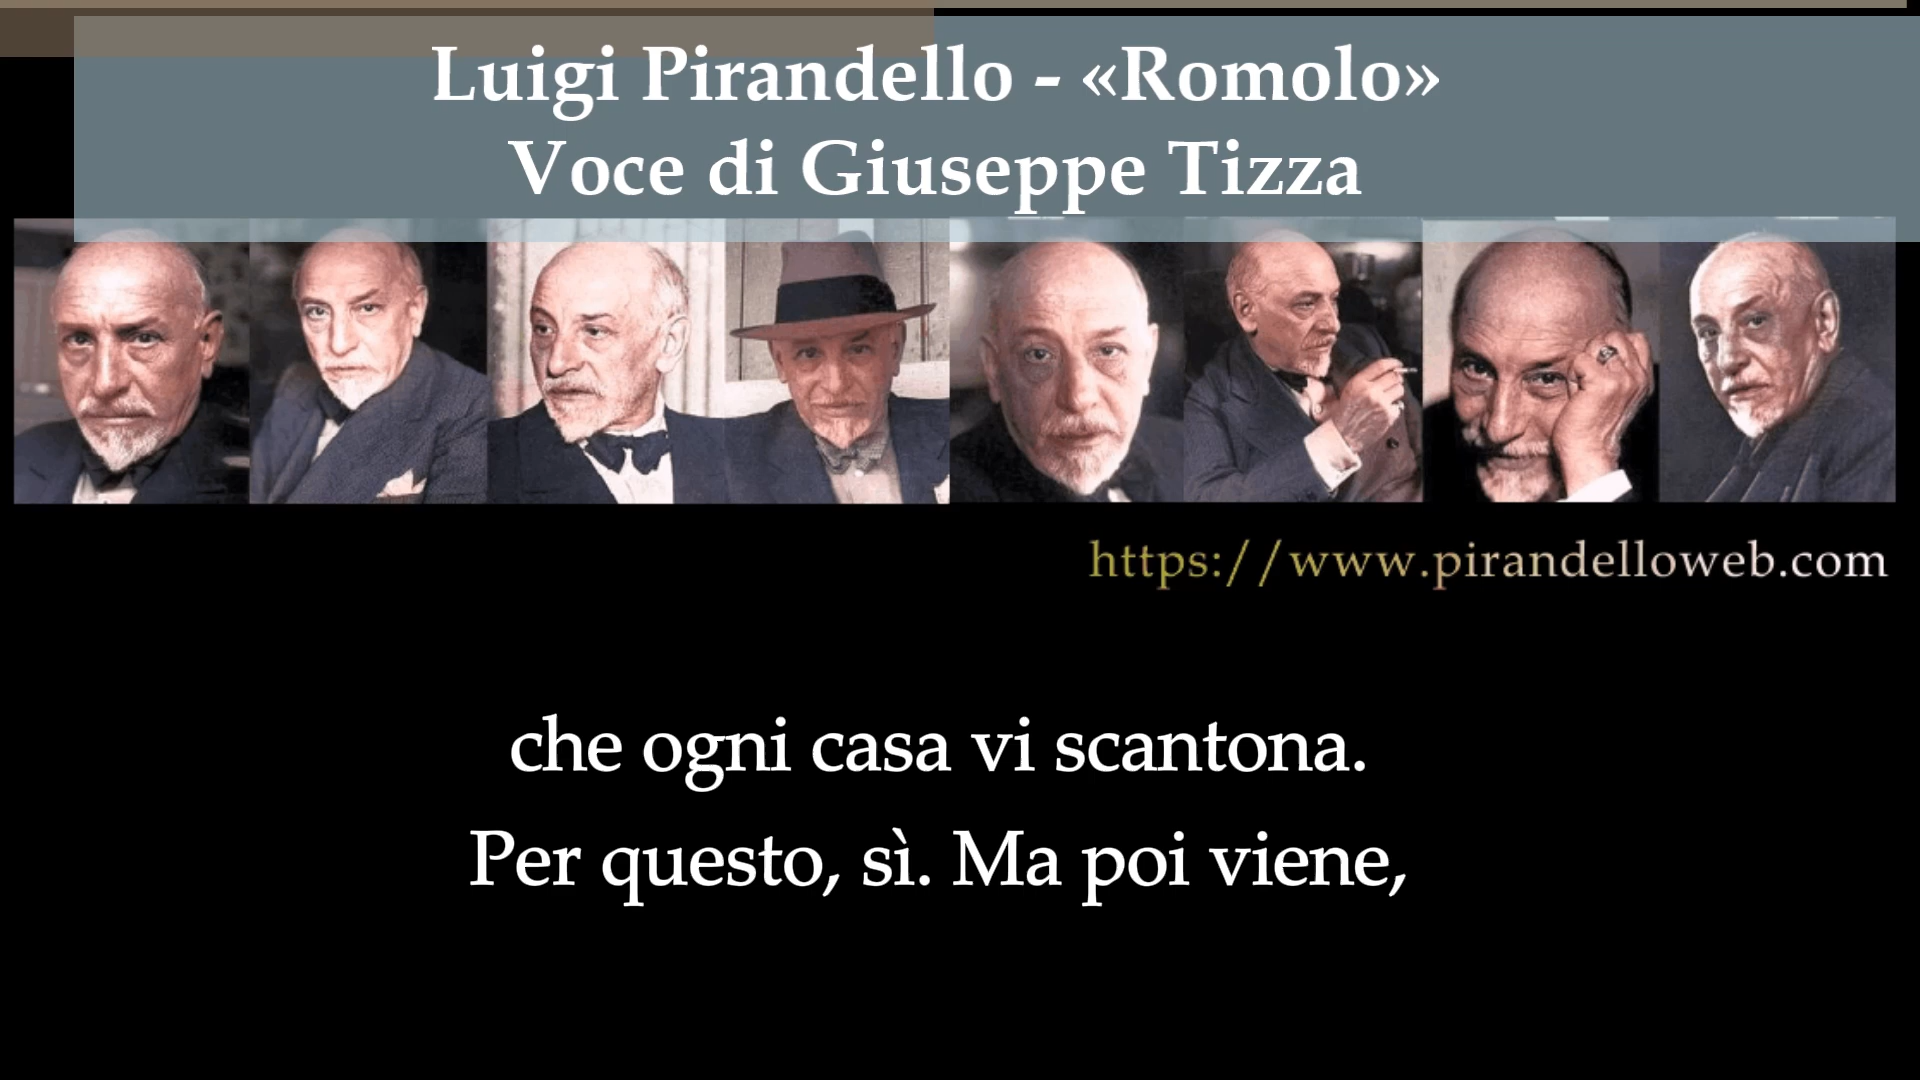 Luigi Pirandello - «Romolo»
Voce di Giuseppe Tizza
https://www.pirandelloweb.com
che ogni casa vi scantona.
Per questo, sì. Ma poi viene,